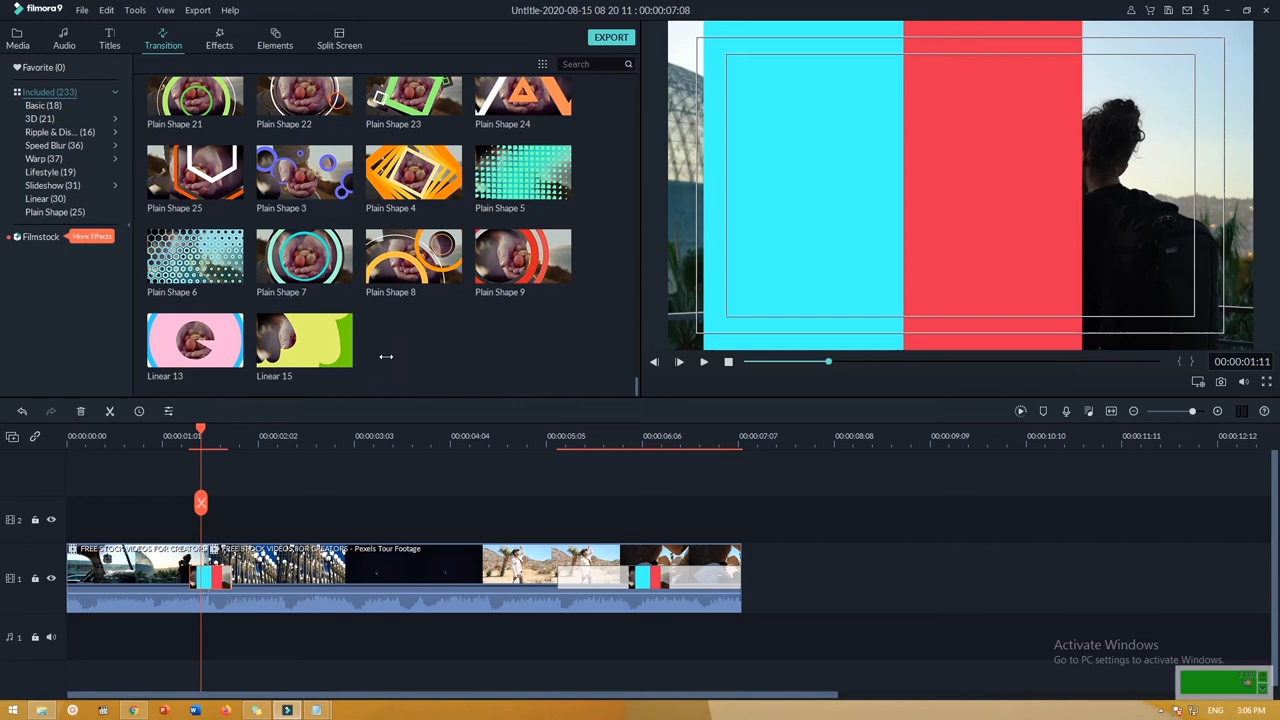 filmora9 File Edit Tools View Export Help Untitle-2020-08-15 08 20 11 : 00:00:07:08
Media Audio Titles Transition Effects Elements Split Screen EXPORT
Favorite (0) Search
Included (233)
Basic (18)
3D (21)
Ripple & Dis... (16)
Speed Blur (36)
Warp (37)
Lifestyle (19)
Slideshow (31)
Linear (30)
Plain Shape (25)
Filmstock More Effects
Plain Shape 21 Plain Shape 22 Plain Shape 23 Plain Shape 24
Plain Shape 25 Plain Shape 3 Plain Shape 4 Plain Shape 5
Plain Shape 6 Plain Shape 7 Plain Shape 8 Plain Shape 9
Linear 13 Linear 15
{ } 00:00:01:11
00:00:00:00 00:00:01:01 00:00:02:02 00:00:03:03 00:00:04:04 00:00:05:05 00:00:06:06 00:00:07:07 00:00:08:08 00:00:09:09 00:00:10:10 00:00:11:11 00:00:12:12
2
FREE STOCK VIDEOS FOR CREATORS FREE STOCK VIDEOS FOR CREATORS - Pexels Tour Footage
1
1
Activate Windows
Go to PC settings to activate Windows.
ENG 3:06 PM